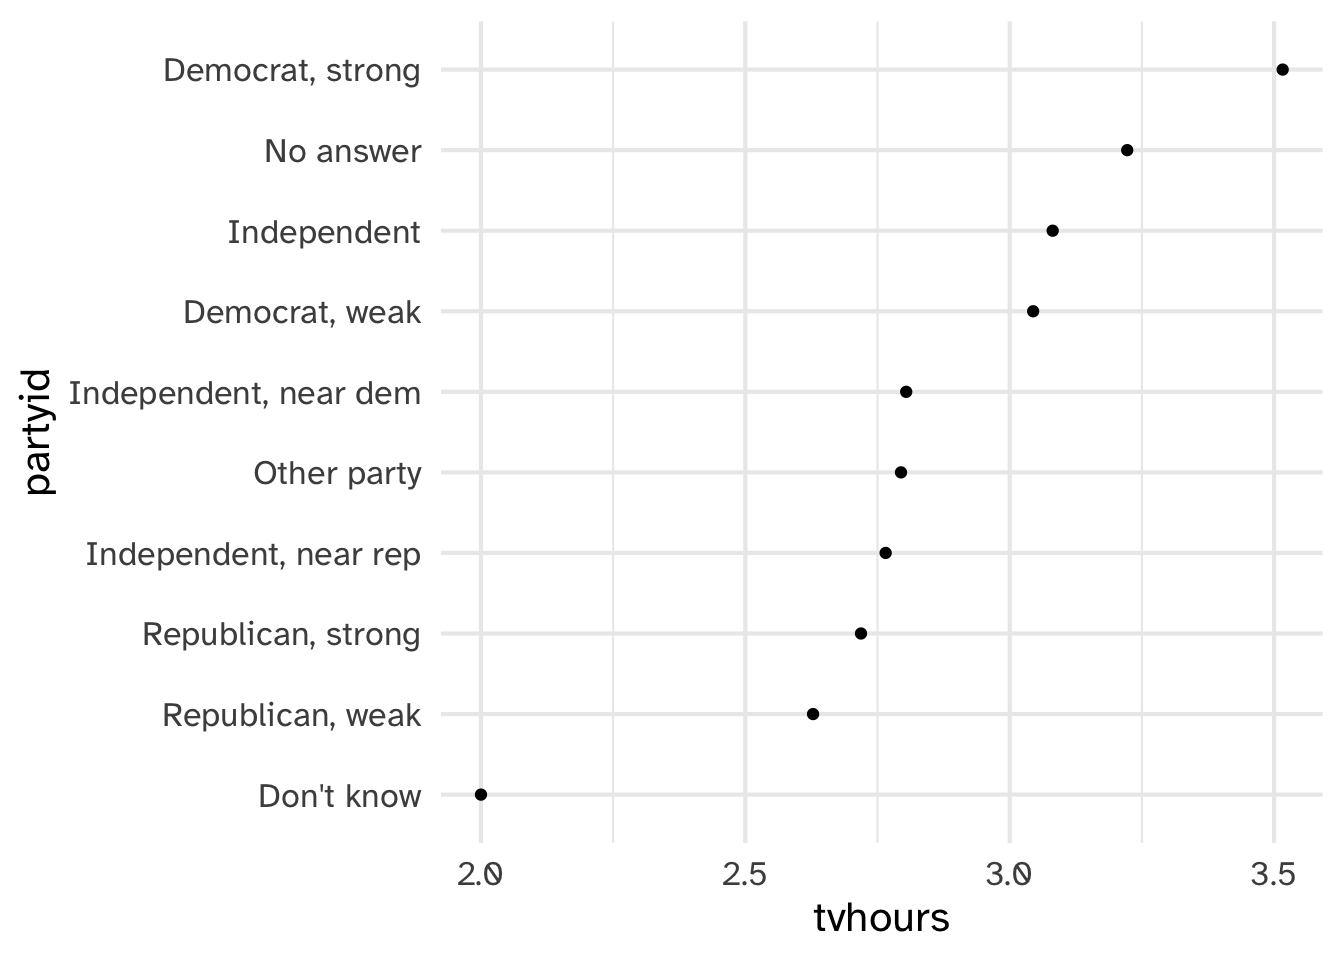 Democrat, strong
No answer
Independent
Democrat, weak
Independent, near dem
Other party
Independent, near rep
Republican, strong
Republican, weak
Don't know
partyid
2.0 2.5 3.0 3.5
tvhours